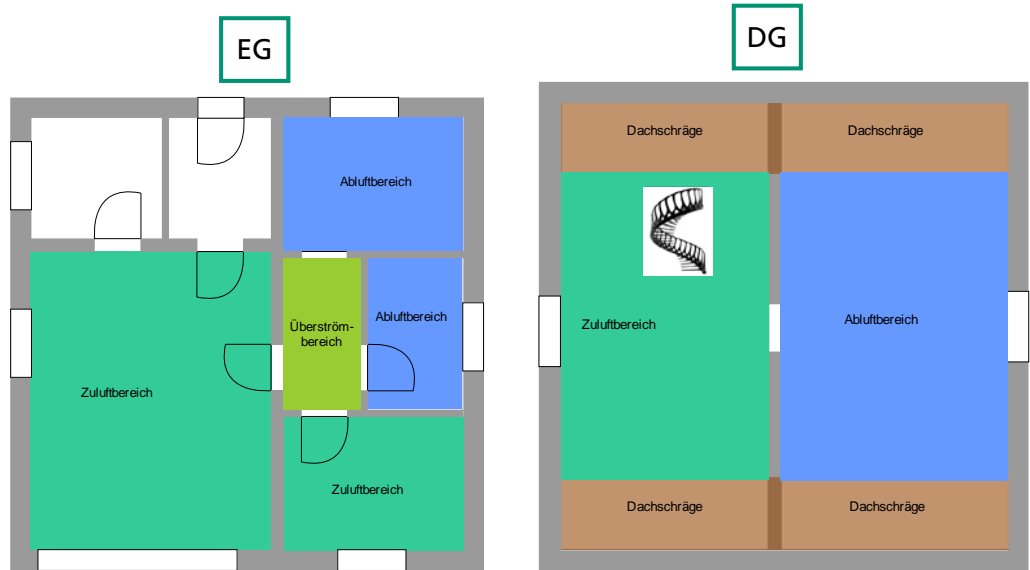 EG
DG
Abluftbereich
Überström-
bereich
Abluftbereich
Zuluftbereich
Zuluftbereich
Dachschräge
Dachschräge
Zuluftbereich
Abluftbereich
Dachschräge
Dachschräge